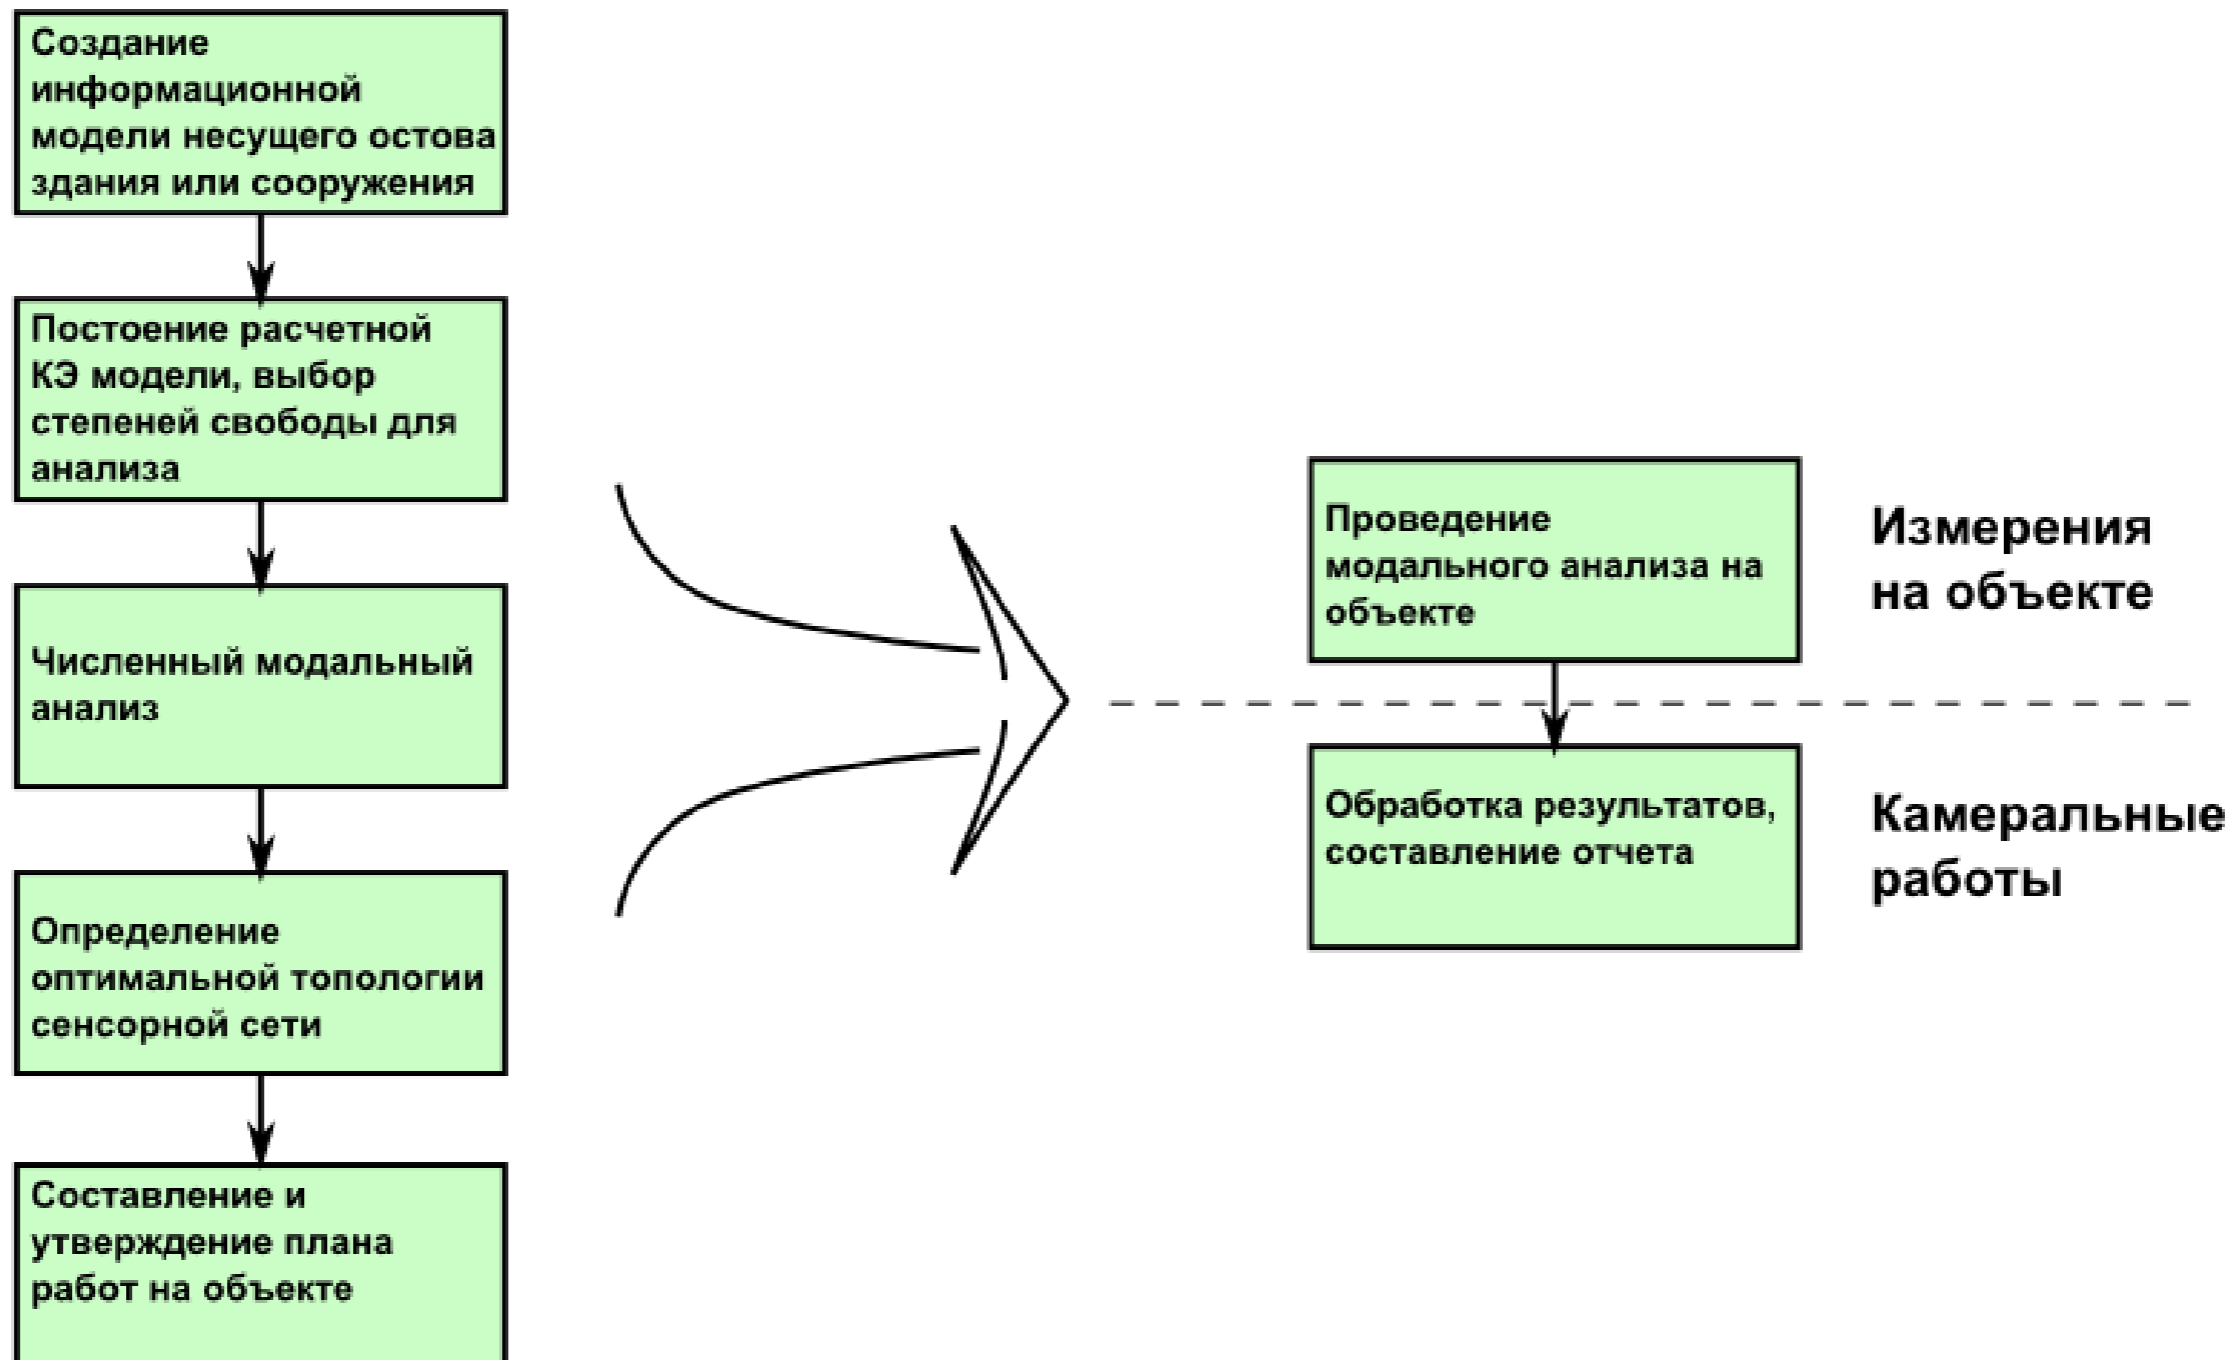 Создание
информационной
модели несущего остова
здания или сооружения
Постоение расчетной
КЭ модели, выбор
степеней свободы для
анализа
Численный модальный
анализ
Определение
оптимальной топологии
сенсорной сети
Составление и
утверждение плана
работ на объекте
Проведение
модального анализа на
объекте
Измерения
на объекте
Обработка результатов,
составление отчета
Камеральные
работы